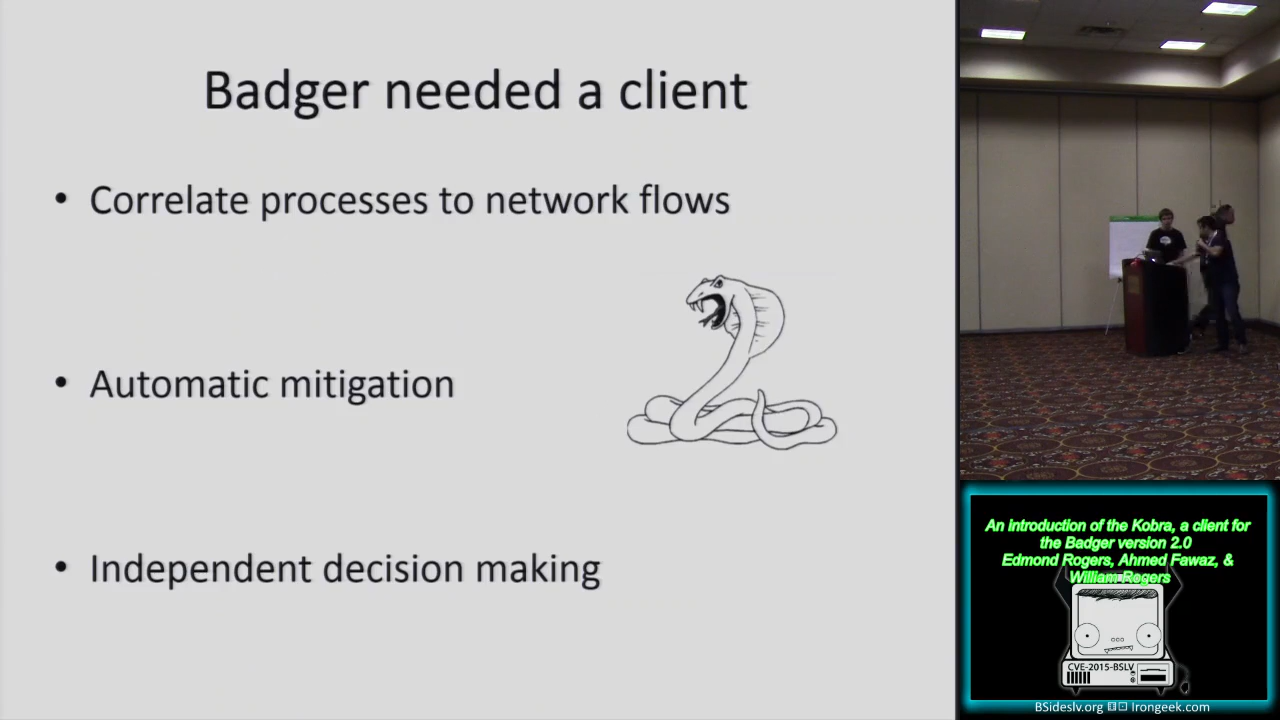 Badger needed a client
• Correlate processes to network flows
• Automatic mitigation
• Independent decision making
An introduction of the Kobra, a client for
the Badger version 2.0
Edmond Rogers, Ahmed Fawaz, &
William Rogers
CVE-2015-BSLV
BSideslv.org Irongeek.com